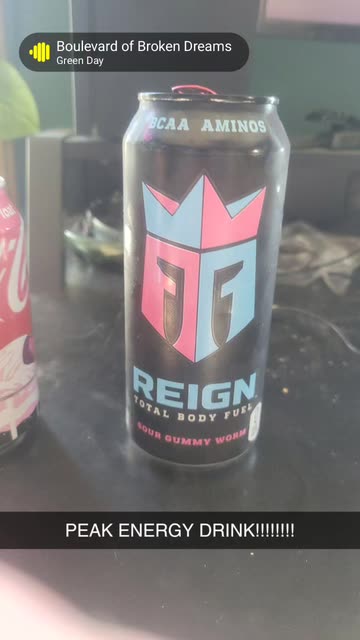 Boulevard of Broken Dreams
Green Day
BCAA AMINOS
REIGN
TOTAL BODY FUEL
SOUR GUMMY WORM
PEAK ENERGY DRINK!!!!!!!!